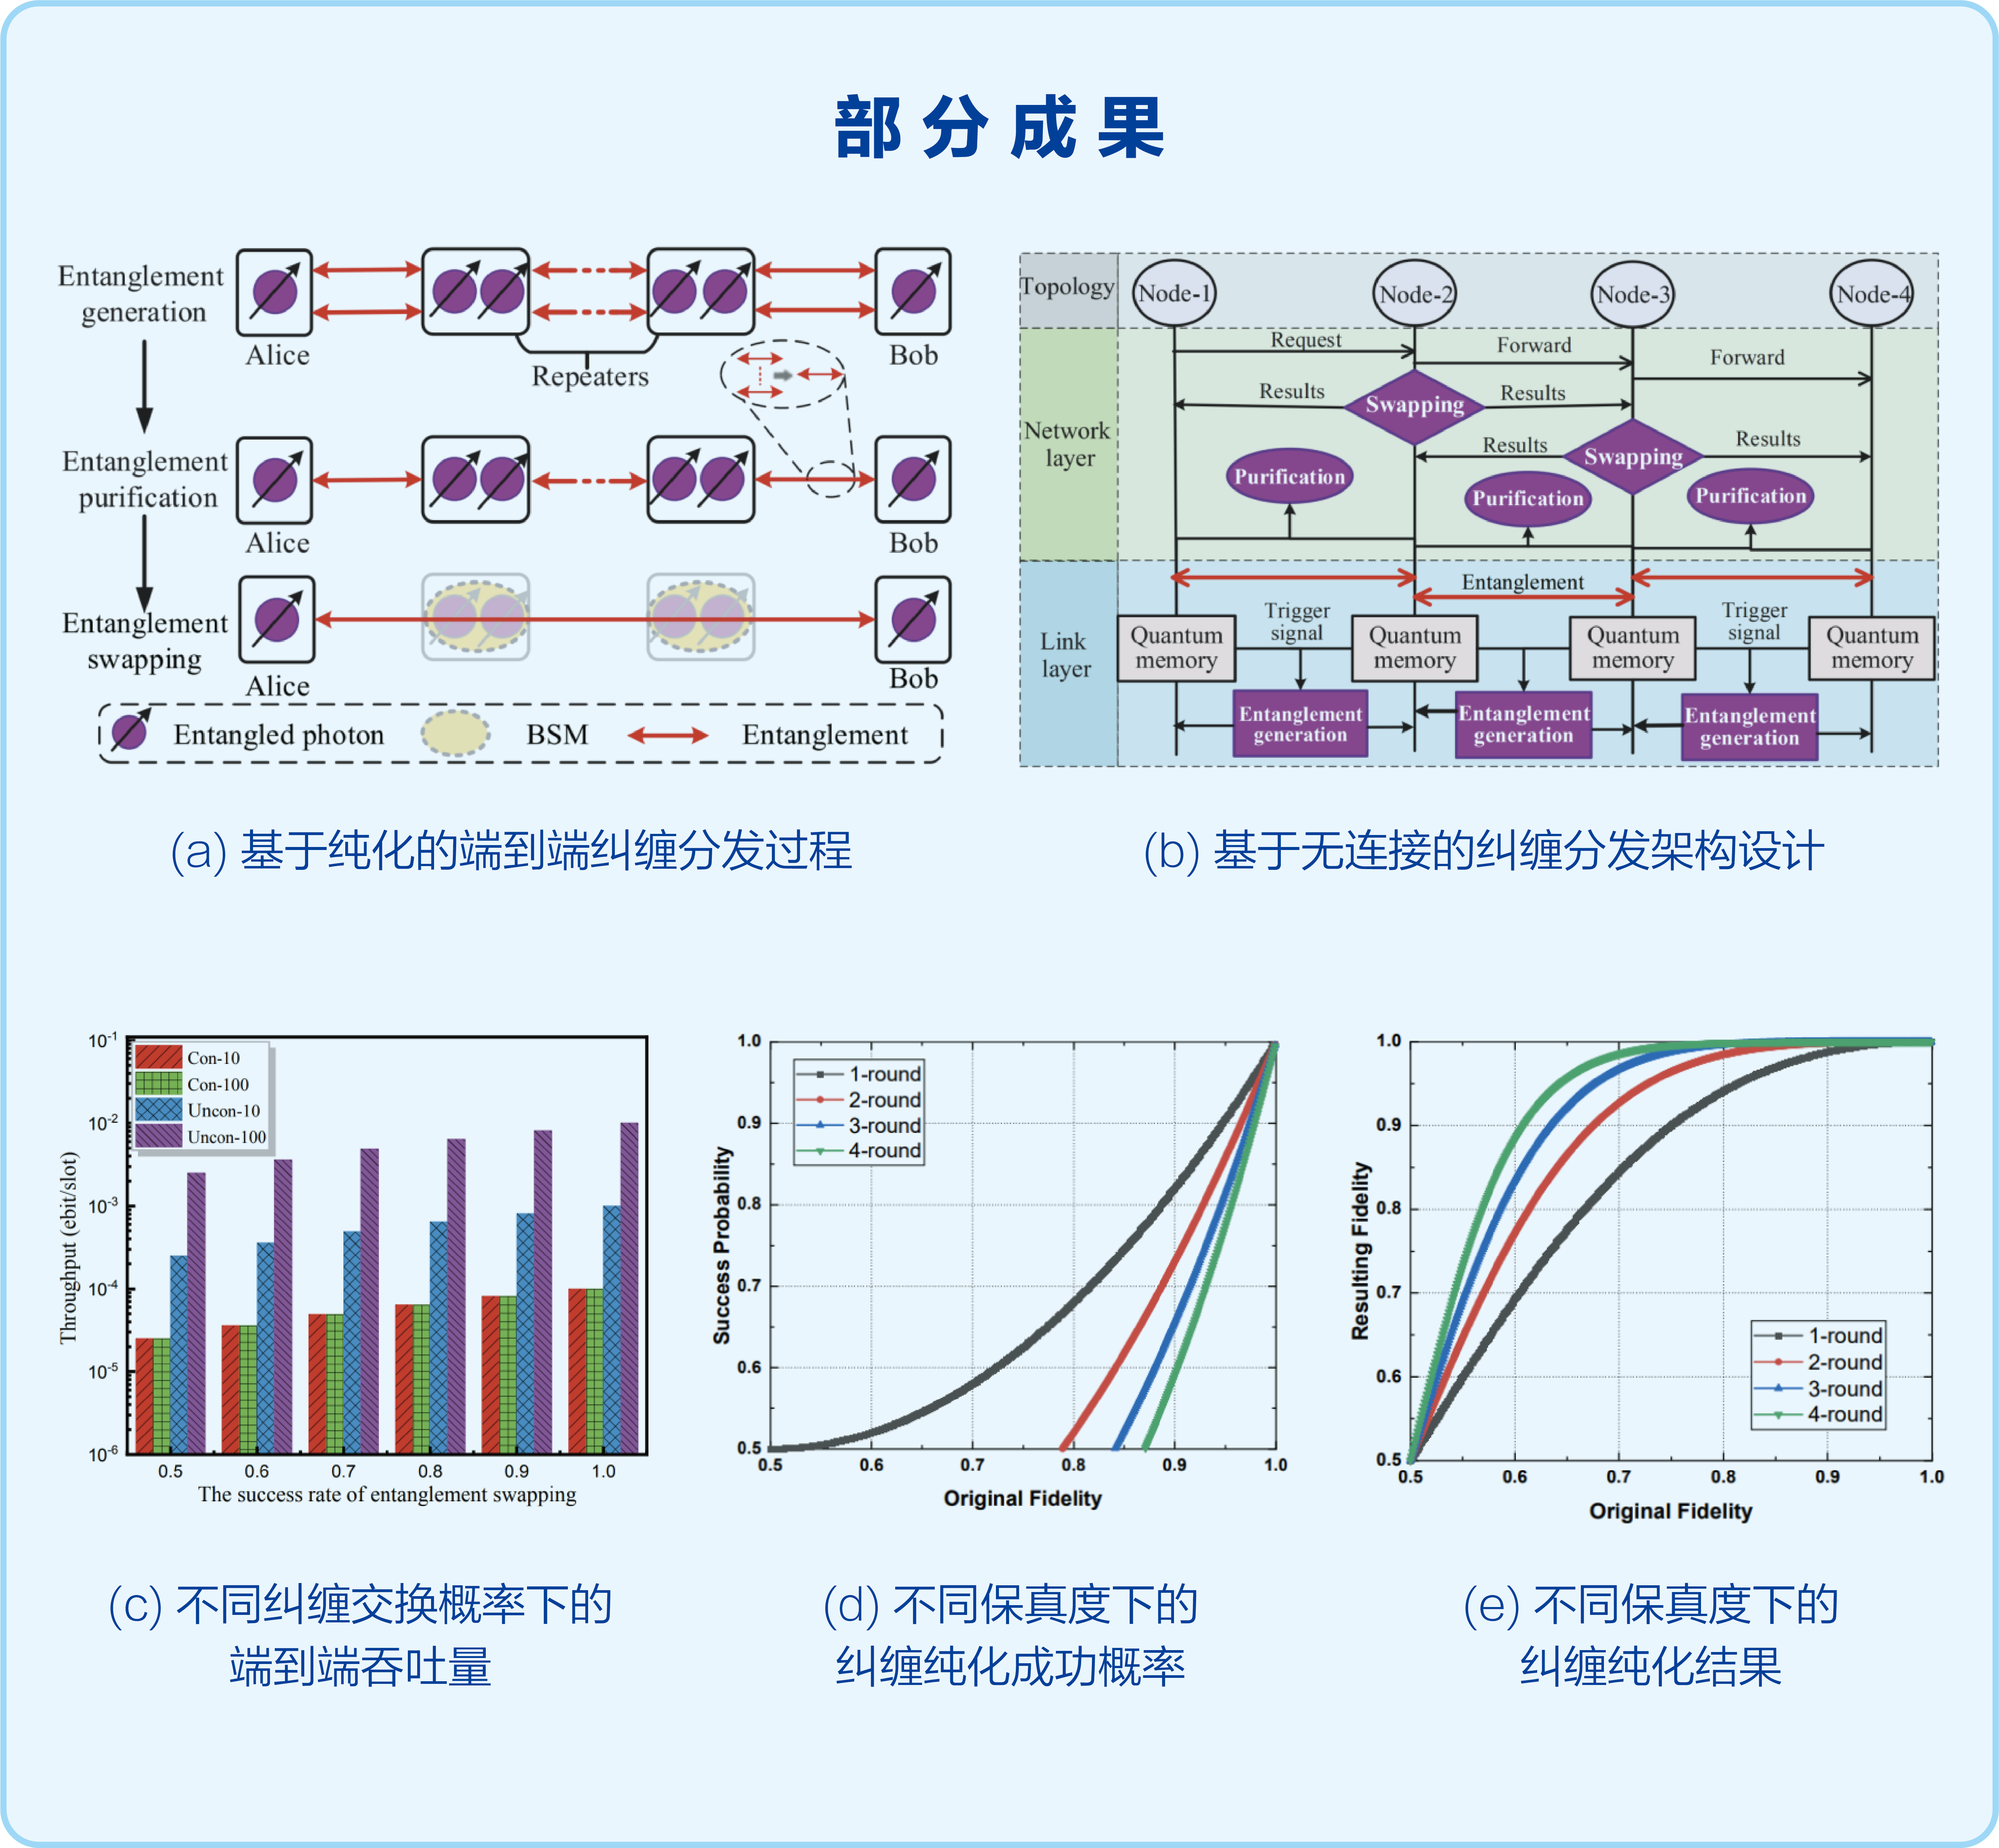 部分成果
Entanglement
generation
Alice
Repeaters
Bob
Entanglement
purification
Alice
Bob
Entanglement
swapping
Alice
Bob
Entangled photon
BSM
Entanglement
Topology
Node-1
Node-2
Node-3
Node-4
Network
layer
Request
Forward
Forward
Results
Swapping
Results
Results
Swapping
Results
Purification
Purification
Purification
Link
layer
Entanglement
Trigger
signal
Trigger
signal
Quantum
memory
Quantum
memory
Quantum
memory
Quantum
memory
Entanglement
generation
Entanglement
generation
Entanglement
generation
(a) 基于纯化的端到端纠缠分发过程
(b) 基于无连接的纠缠分发架构设计
Throughput (ebit/slot)
10-1
10-2
10-3
10-4
10-5
10-6
Con-10
Con-100
Uncon-10
Uncon-100
0.5 0.6 0.7 0.8 0.9 1.0
The success rate of entanglement swapping
Success Probability
1.0
0.9
0.8
0.7
0.6
0.5
1-round
2-round
3-round
4-round
0.5 0.6 0.7 0.8 0.9 1.0
Original Fidelity
Resulting Fidelity
1.0
0.9
0.8
0.7
0.6
0.5
1-round
2-round
3-round
4-round
0.5 0.6 0.7 0.8 0.9 1.0
Original Fidelity
(c) 不同纠缠交换概率下的
端到端吞吐量
(d) 不同保真度下的
纠缠纯化成功概率
(e) 不同保真度下的
纠缠纯化结果